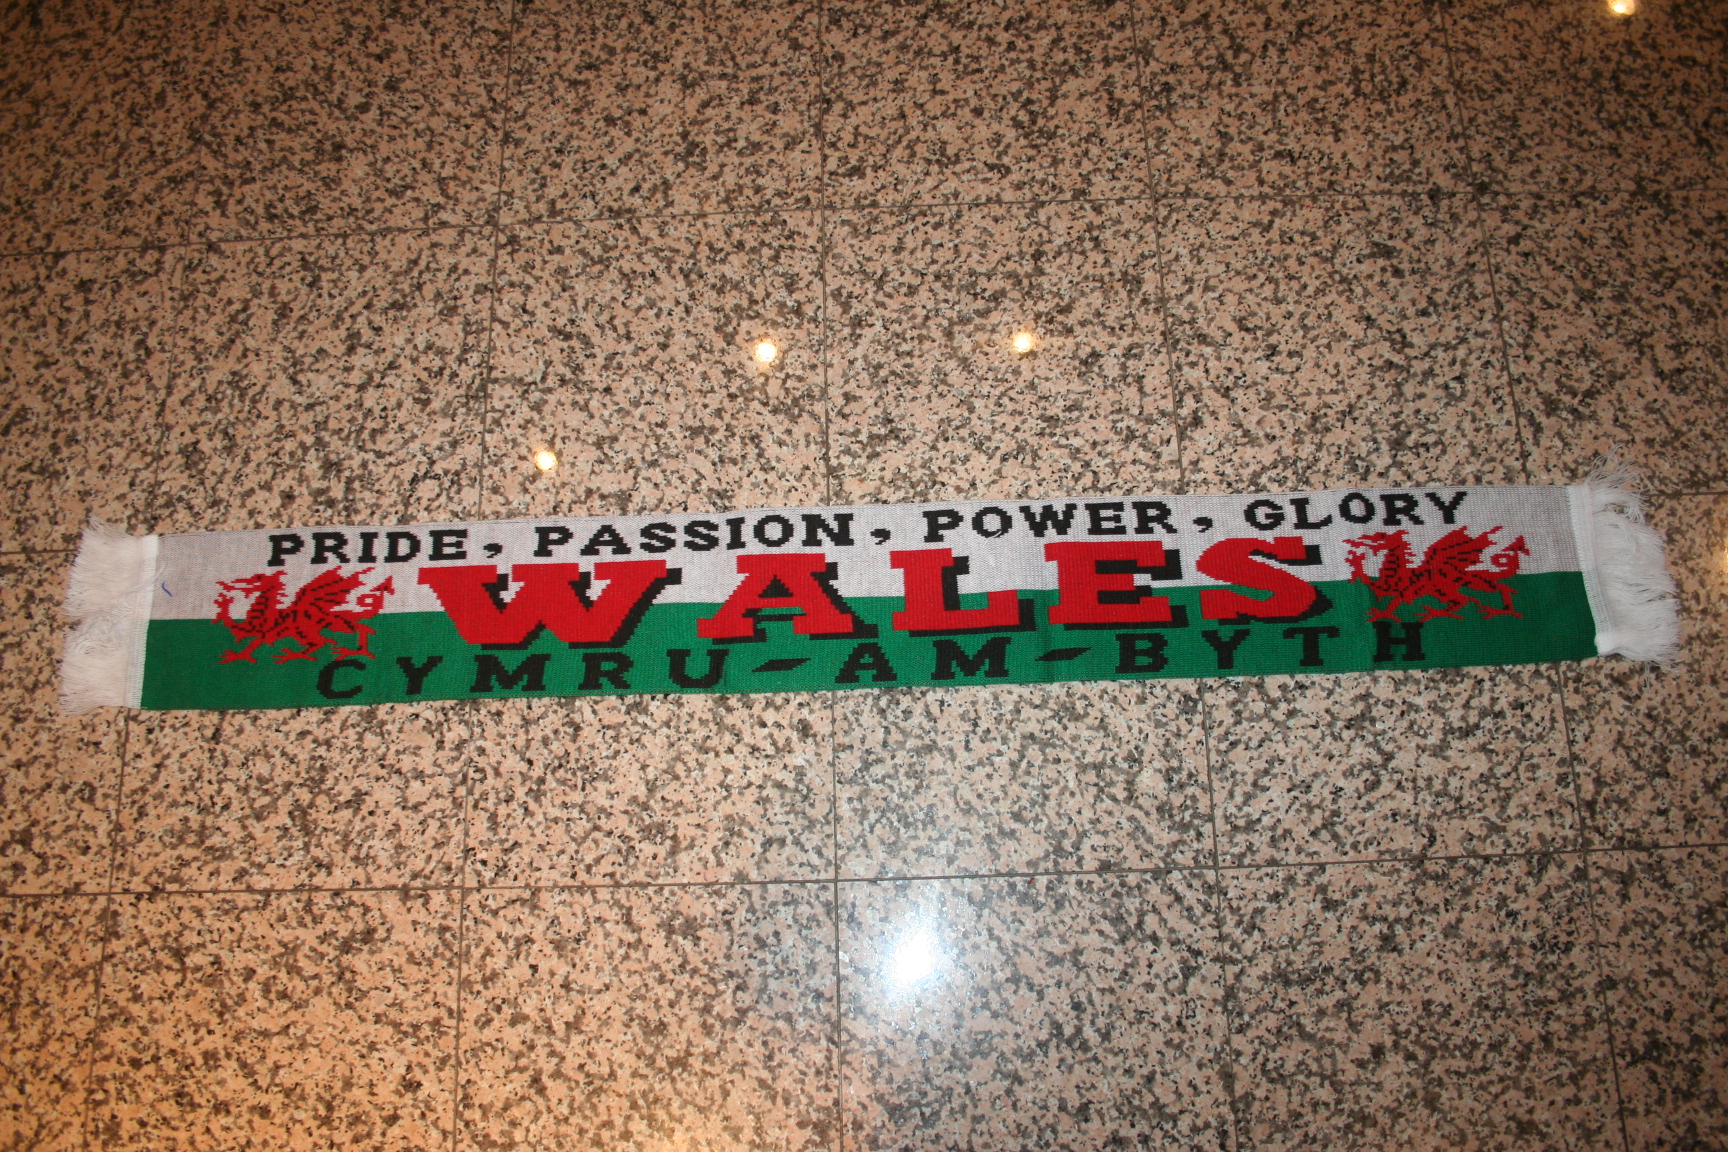 PRIDE, PASSION, POWER, GLORY
WALES
CYMRU-AM-BYTH